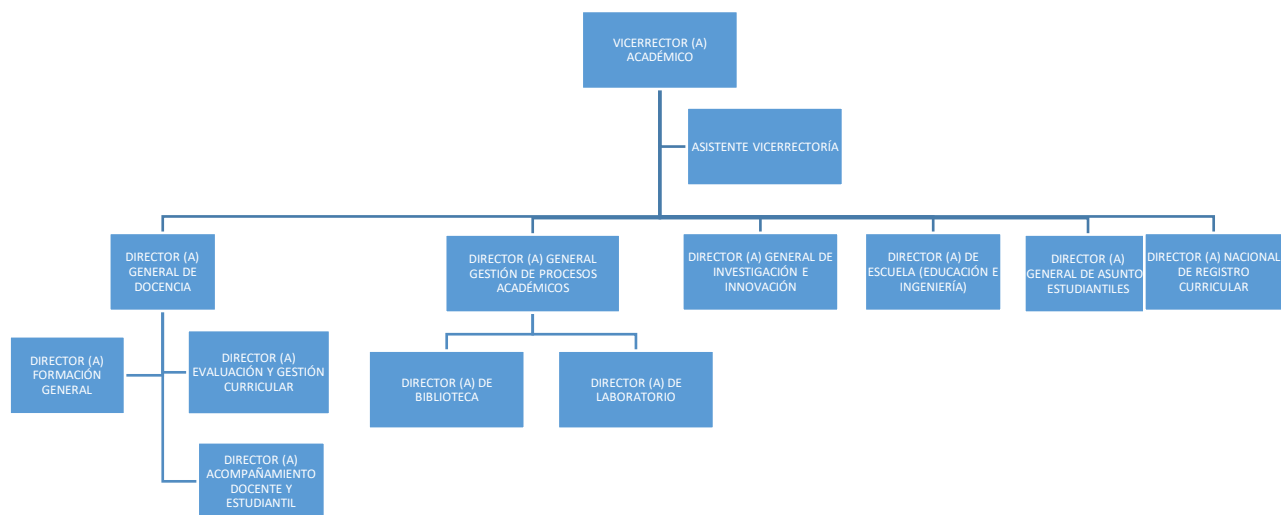 VICERRECTOR (A)
ACADÉMICO
ASISTENTE VICERRECTORÍA
DIRECTOR (A)
GENERAL DE
DOCENCIA
DIRECTOR (A) GENERAL
GESTIÓN DE PROCESOS
ACADÉMICOS
DIRECTOR (A) GENERAL DE
INVESTIGACIÓN E
INNOVACIÓN
DIRECTOR (A) DE
ESCUELA (EDUCACIÓN E
INGENIERÍA)
DIRECTOR (A)
GENERAL DE ASUNTO
ESTUDIANTILES
DIRECTOR (A) NACIONAL
DE REGISTRO
CURRICULAR
DIRECTOR (A)
FORMACIÓN
GENERAL
DIRECTOR (A)
EVALUACIÓN Y GESTIÓN
CURRICULAR
DIRECTOR (A) DE
BIBLIOTECA
DIRECTOR (A) DE
LABORATORIO
DIRECTOR (A)
ACOMPAÑAMIENTO
DOCENTE Y
ESTUDIANTIL